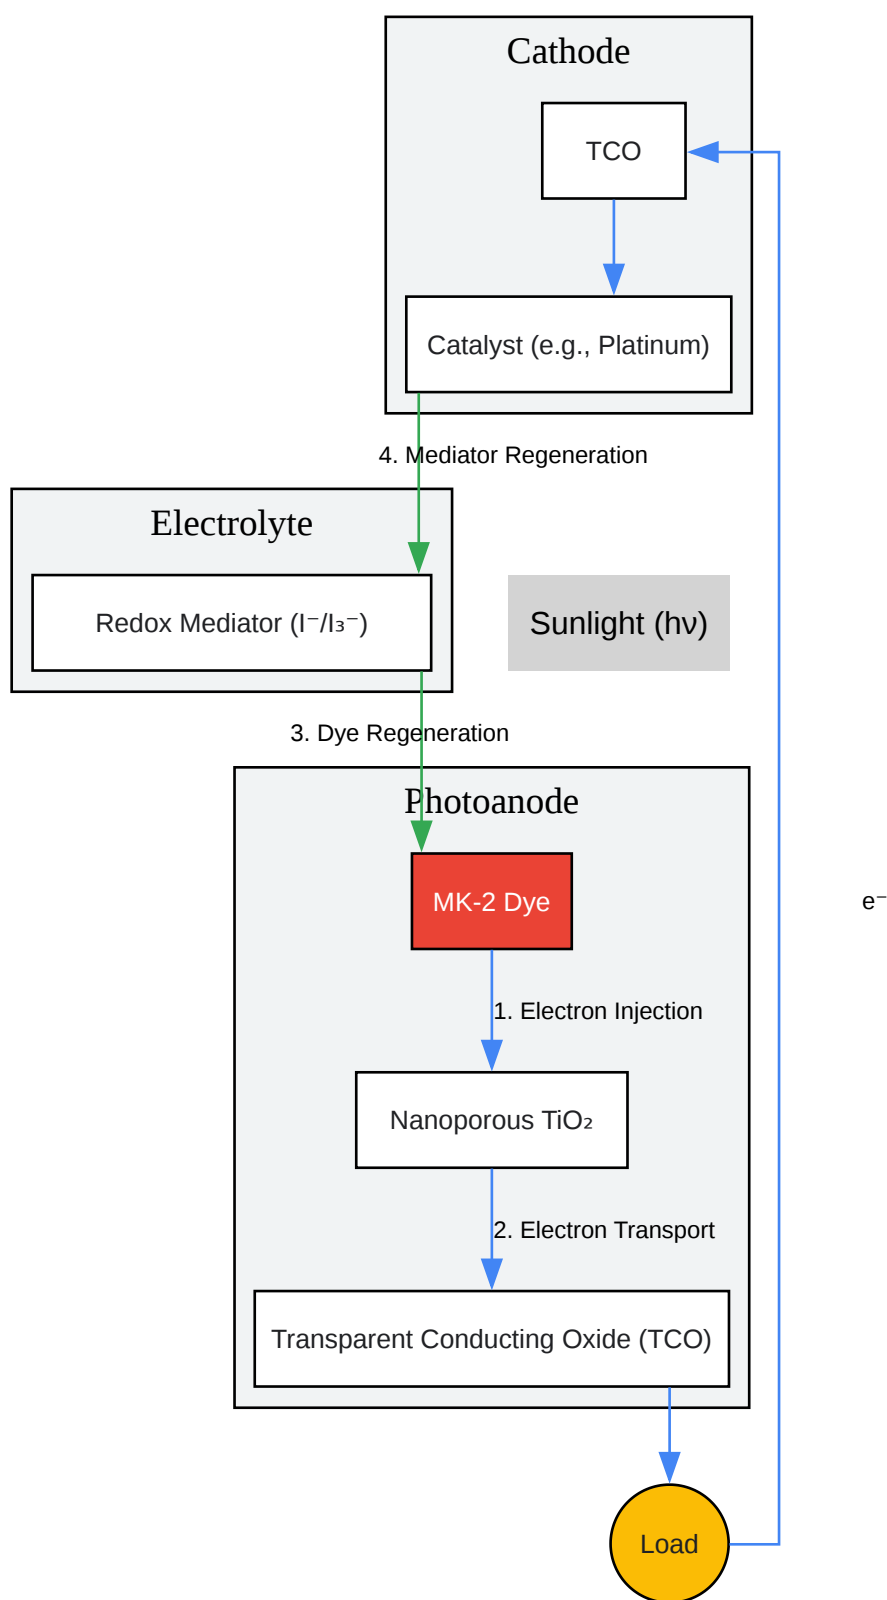 Cathode
TCO
Catalyst (e.g., Platinum)
4. Mediator Regeneration
Electrolyte
Redox Mediator (I⁻/I₃⁻)
Sunlight (hν)
3. Dye Regeneration
Photoanode
MK-2 Dye
e⁻
1. Electron Injection
Nanoporous TiO₂
2. Electron Transport
Transparent Conducting Oxide (TCO)
Load